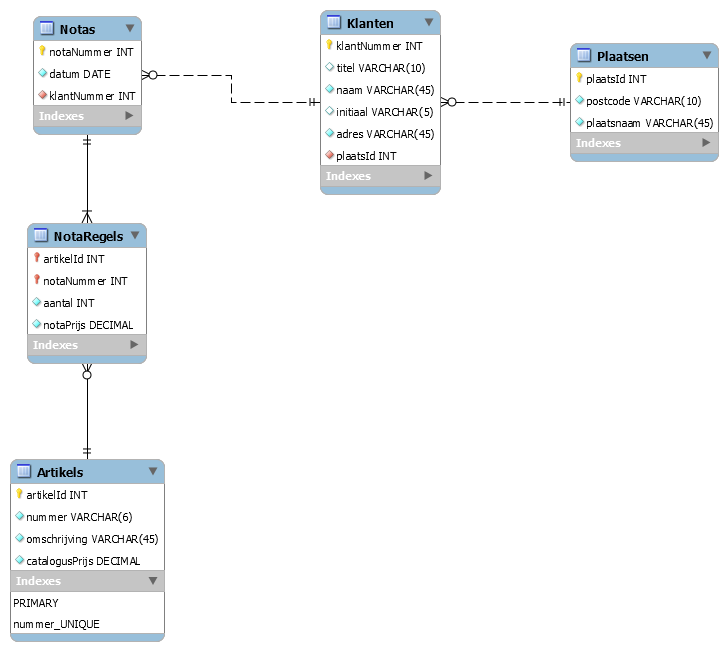 Notas
notaNummer INT
datum DATE
klantNummer INT
Indexes
Klanten
klantNummer INT
titel VARCHAR(10)
naam VARCHAR(45)
initiaal VARCHAR(5)
adres VARCHAR(45)
plaatsId INT
Indexes
Plaatsen
plaatsId INT
postcode VARCHAR(10)
plaatsnaam VARCHAR(45)
Indexes
NotaRegels
artikelId INT
notaNummer INT
aantal INT
notaPrijs DECIMAL
Indexes
Artikels
artikelId INT
nummer VARCHAR(6)
omschrijving VARCHAR(45)
catalogusPrijs DECIMAL
Indexes
PRIMARY
nummer_UNIQUE